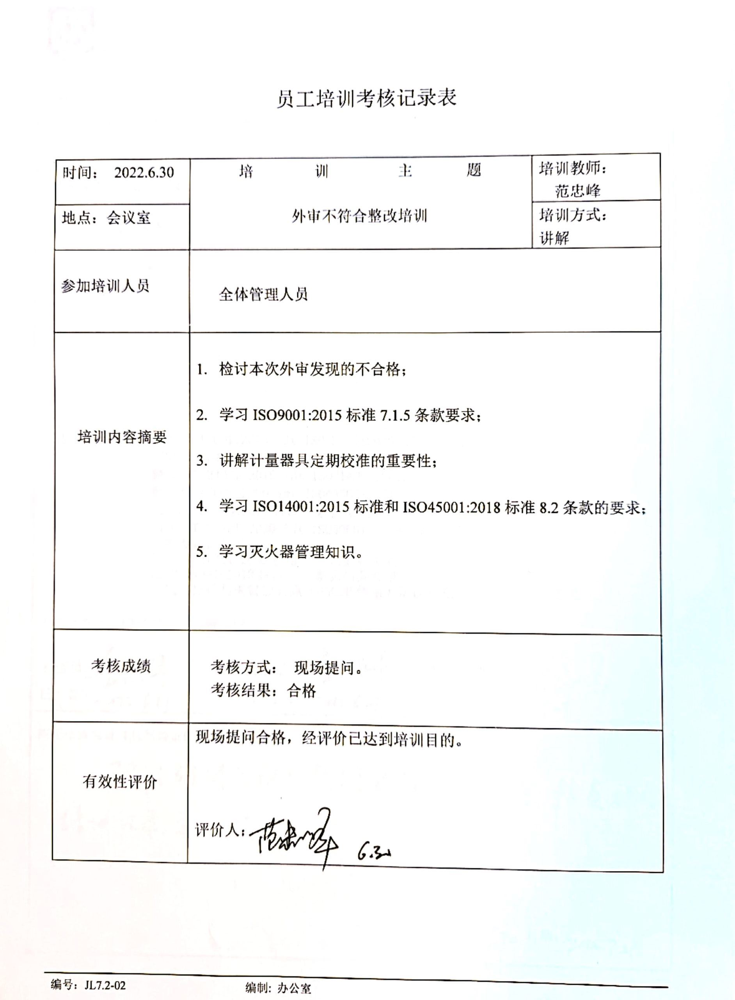 员工培训考核记录表
时间： 2022.6.30
培 训 主 题
培训教师：
范忠峰
地点：会议室
外审不符合整改培训
培训方式：
讲解
参加培训人员
全体管理人员
培训内容摘要
1. 检讨本次外审发现的不合格；
2. 学习 ISO9001:2015 标准 7.1.5 条款要求；
3. 讲解计量器具定期校准的重要性；
4. 学习 ISO14001:2015 标准和 ISO45001:2018 标准 8.2 条款的要求；
5. 学习灭火器管理知识。
考核成绩
考核方式： 现场提问。
考核结果：合格
有效性评价
现场提问合格，经评价已达到培训目的。
评价人：范忠峰 6.30
编号：JL7.2-02 编制: 办公室